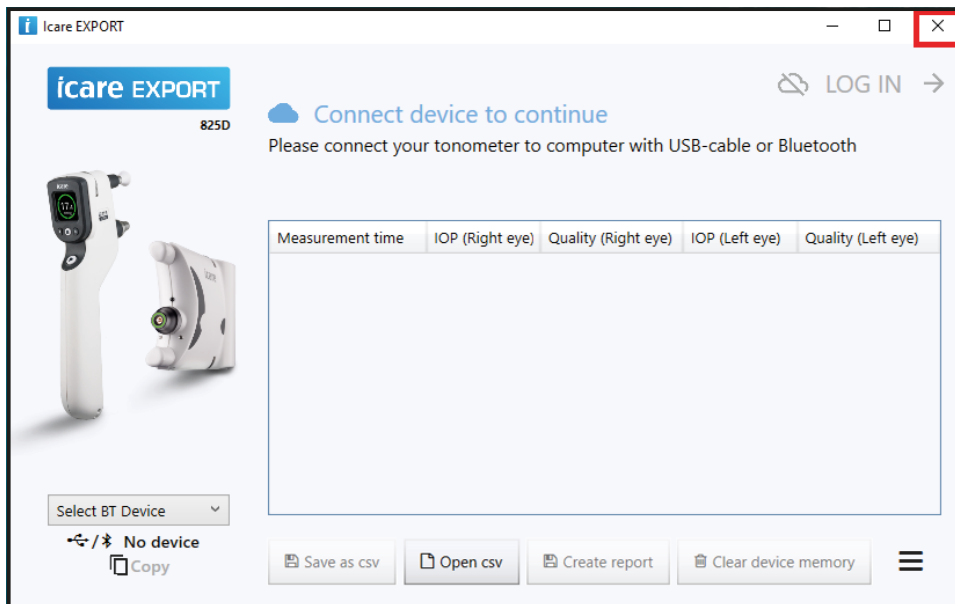 Icare EXPORT
icare EXPORT
825D
LOG IN
Connect device to continue
Please connect your tonometer to computer with USB-cable or Bluetooth
Measurement time IOP (Right eye) Quality (Right eye) IOP (Left eye) Quality (Left eye)
Select BT Device
/ No device
Copy
Save as csv Open csv Create report Clear device memory